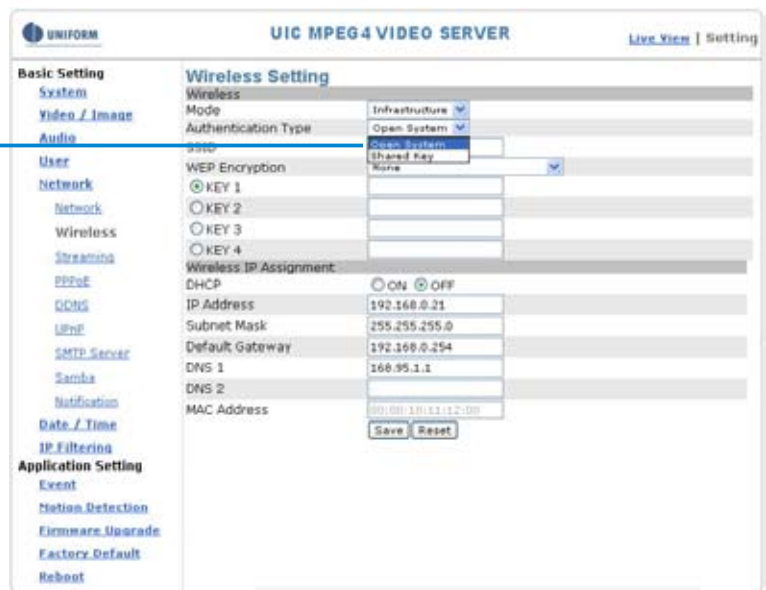 UNIFORM
UIC MPEG4 VIDEO SERVER
Live View | Setting
Basic Setting
System
Video / Image
Audio
User
Network
Network
Wireless
Streaming
PPPoE
DDNS
UPnP
SMTP Server
Samba
Notification
Date / Time
IP Filtering
Application Setting
Event
Motion Detection
Firmware Upgrade
Factory Default
Reboot
Wireless Setting
Wireless
Mode Infrastructure
Authentication Type Open System
Open System
Shared Key
SSID
WEP Encryption None
KEY 1
KEY 2
KEY 3
KEY 4
Wireless IP Assignment
DHCP ON OFF
IP Address 192.168.0.21
Subnet Mask 255.255.255.0
Default Gateway 192.168.0.254
DNS 1 168.95.1.1
DNS 2
MAC Address
Save Reset